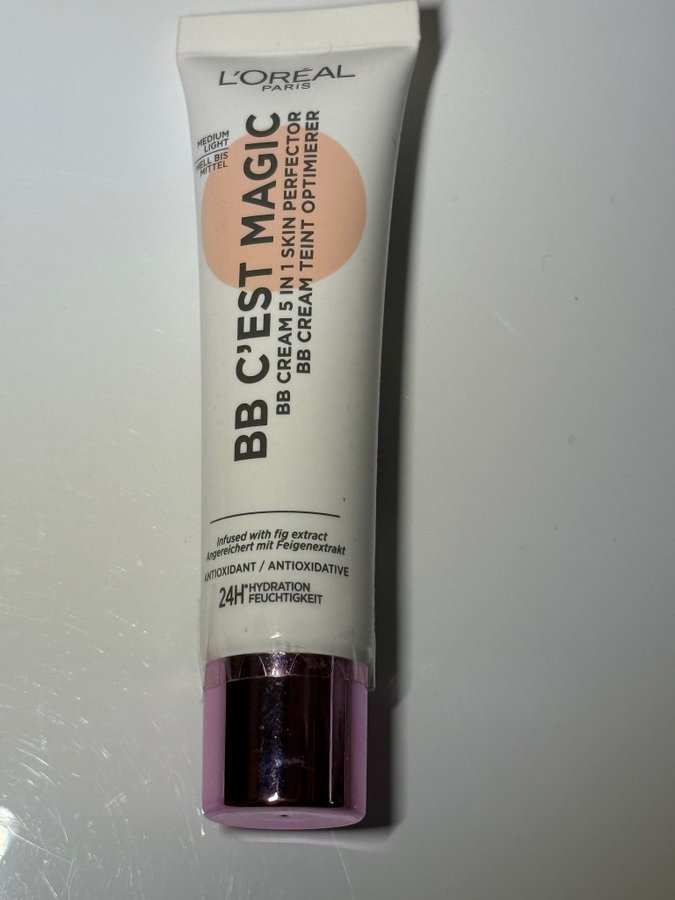 L'ORÉAL
PARIS
MEDIUM
LIGHT
HELL BIS
MITTEL
BB C'EST MAGIC
BB CREAM 5 IN 1 SKIN PERFECTOR
BB CREAM TEINT OPTIMIERER
Infused with fig extract
Angereichert mit Feigenextrakt
ANTIOXIDANT / ANTIOXIDATIVE
24H* HYDRATION
FEUCHTIGKEIT